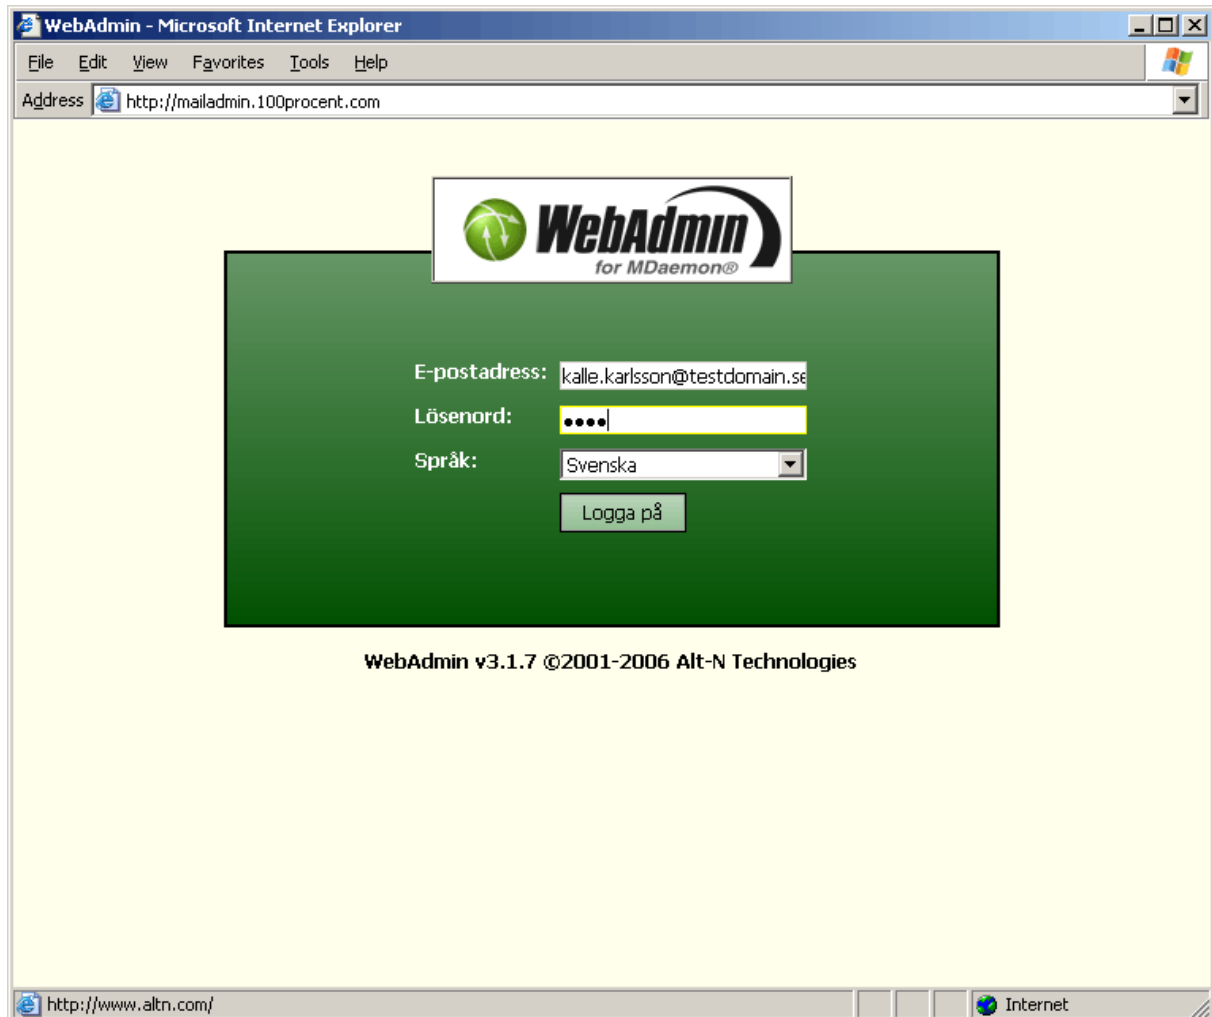 WebAdmin - Microsoft Internet Explorer
File Edit View Favorites Tools Help
Address http://mailadmin.100procent.com
WebAdmin
for MDaemon®
E-postadress: kalle.karlsson@testdomain.se
Lösenord: ●●●●
Språk: Svenska
Logga på
WebAdmin v3.1.7 ©2001-2006 Alt-N Technologies
http://www.altn.com/ Internet